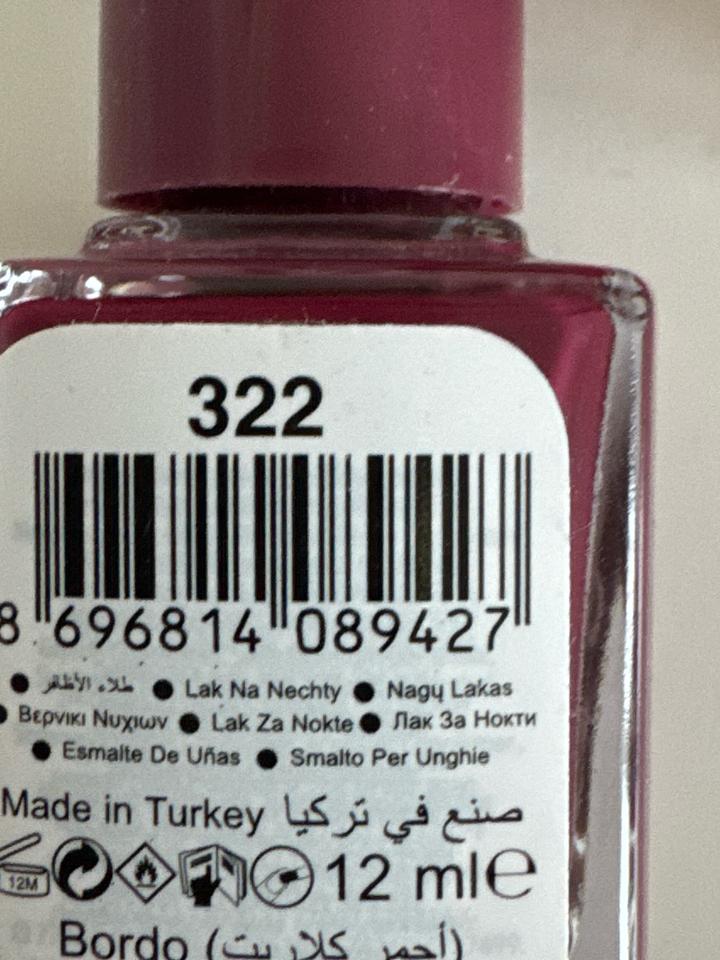 322
8 696814 089427
● طلاء الأظافر ● Lak Na Nechty ● Nagų Lakas
● Βερνικι Νυχιων ● Lak Za Nokte ● Лак За Нокти
● Esmalte De Uñas ● Smalto Per Unghie
Made in Turkey صنع في تركيا
12M 12 ml℮
Bordo (أحمر كلاريت)